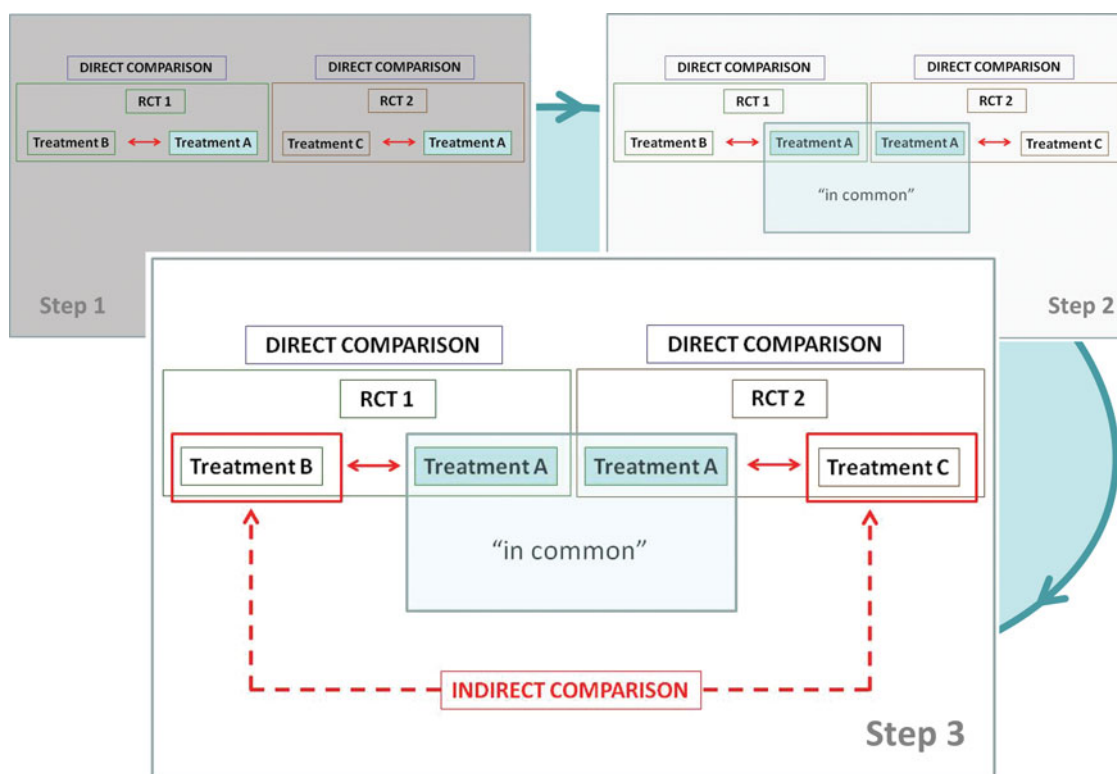 DIRECT COMPARISON DIRECT COMPARISON
RCT 1 RCT 2
Treatment B Treatment A Treatment C Treatment A
Step 1
DIRECT COMPARISON DIRECT COMPARISON
RCT 1 RCT 2
Treatment B Treatment A Treatment A Treatment C
“in common”
Step 2
DIRECT COMPARISON DIRECT COMPARISON
RCT 1 RCT 2
Treatment B Treatment A Treatment A Treatment C
“in common”
INDIRECT COMPARISON
Step 3